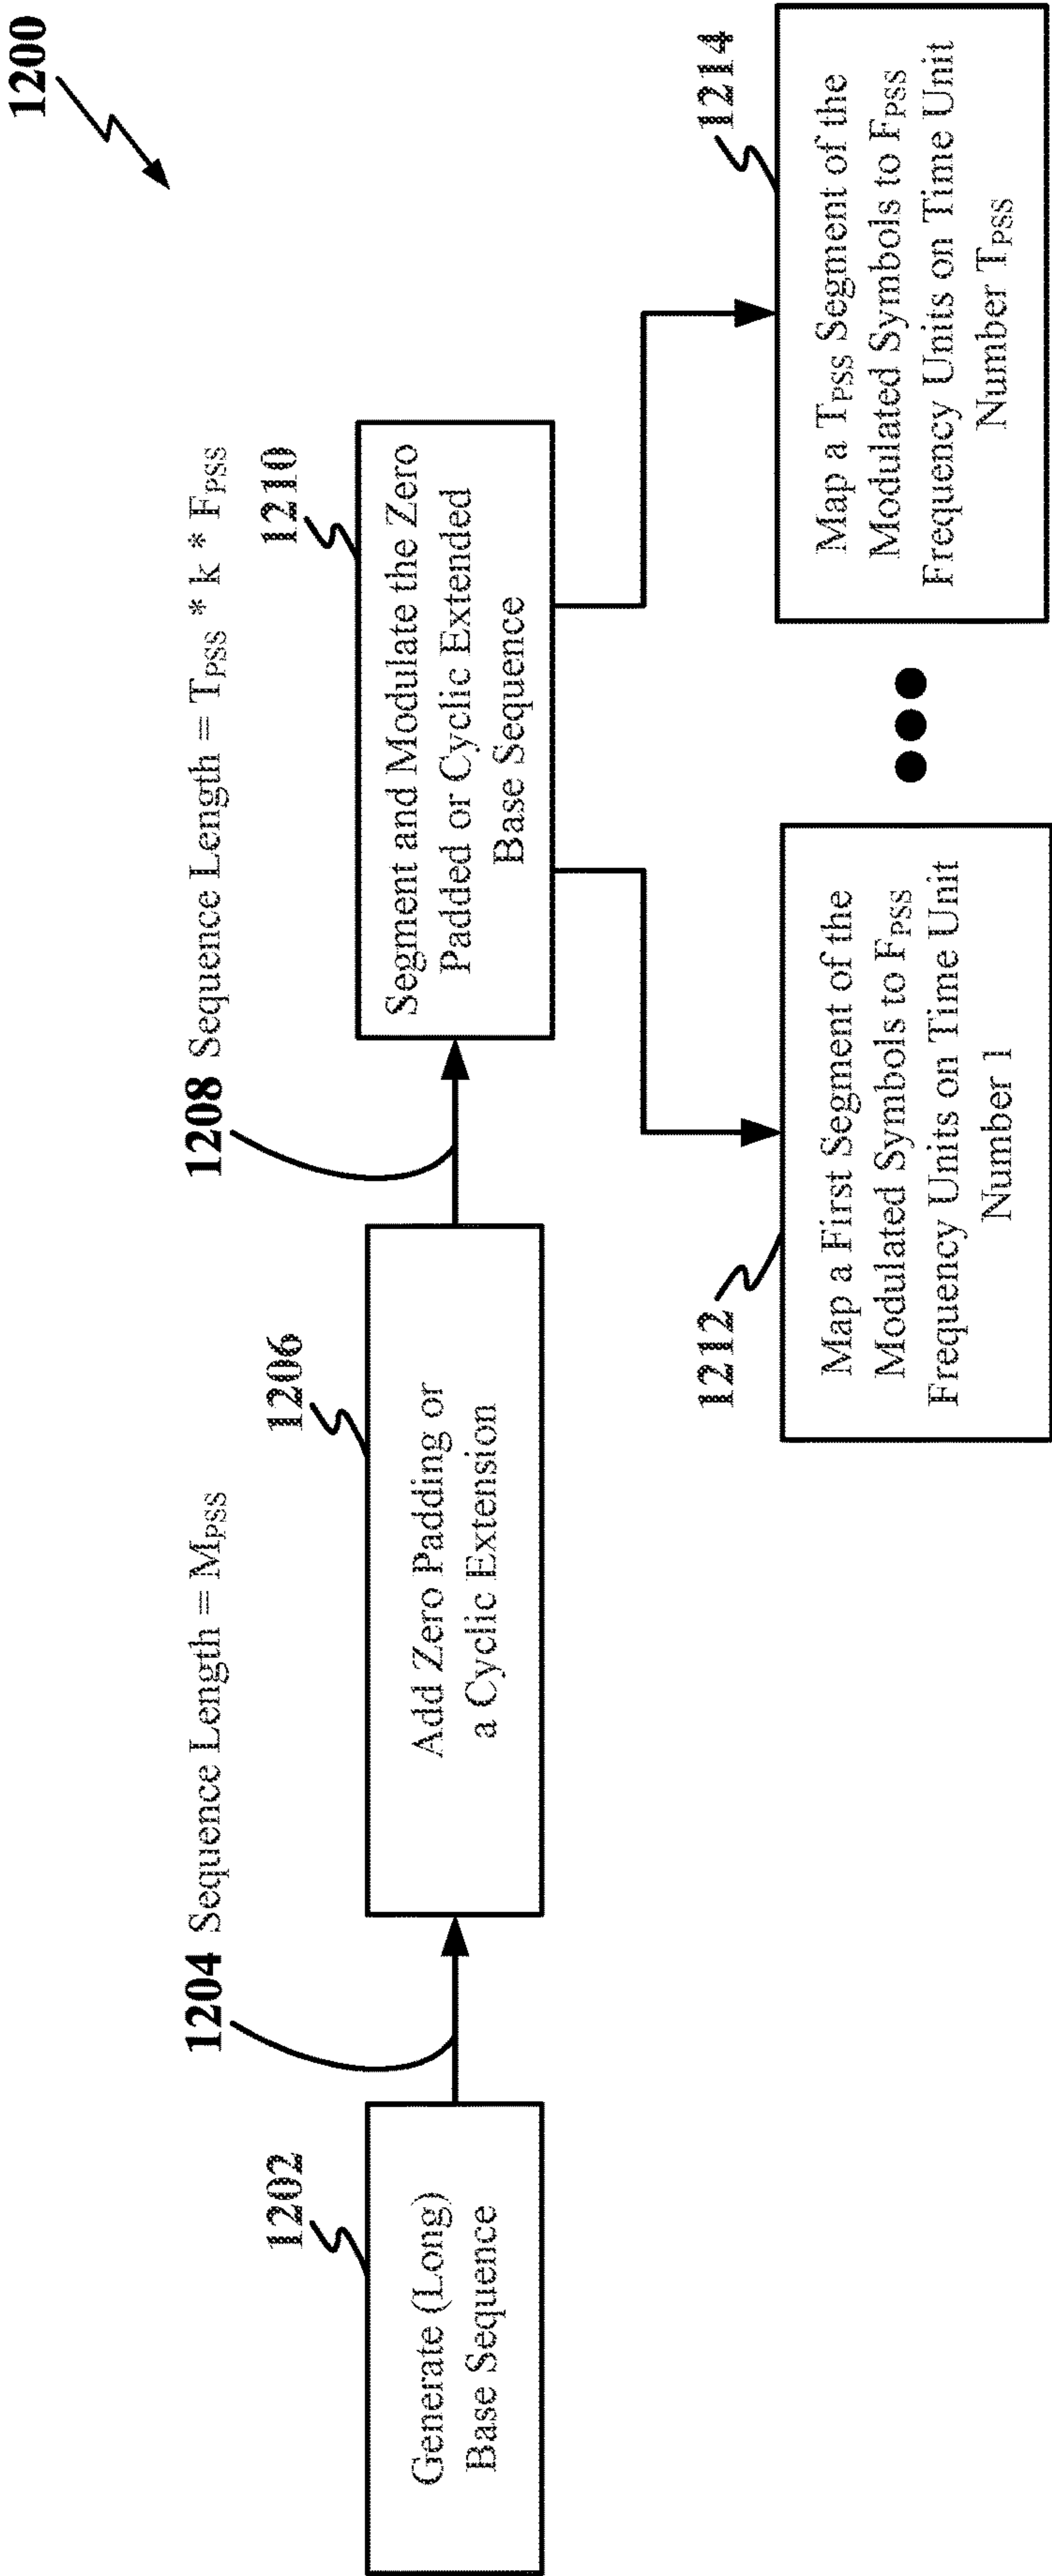 1200
1204 Sequence Length = M_PSS
1208 Sequence Length = T_PSS * k * F_PSS
1202
Generate (Long)
Base Sequence
1206
Add Zero Padding or
a Cyclic Extension
1210
Segment and Modulate the Zero
Padded or Cyclic Extended
Base Sequence
1212
Map a First Segment of the
Modulated Symbols to F_PSS
Frequency Units on Time Unit
Number 1
1214
Map a T_PSS Segment of the
Modulated Symbols to F_PSS
Frequency Units on Time Unit
Number T_PSS